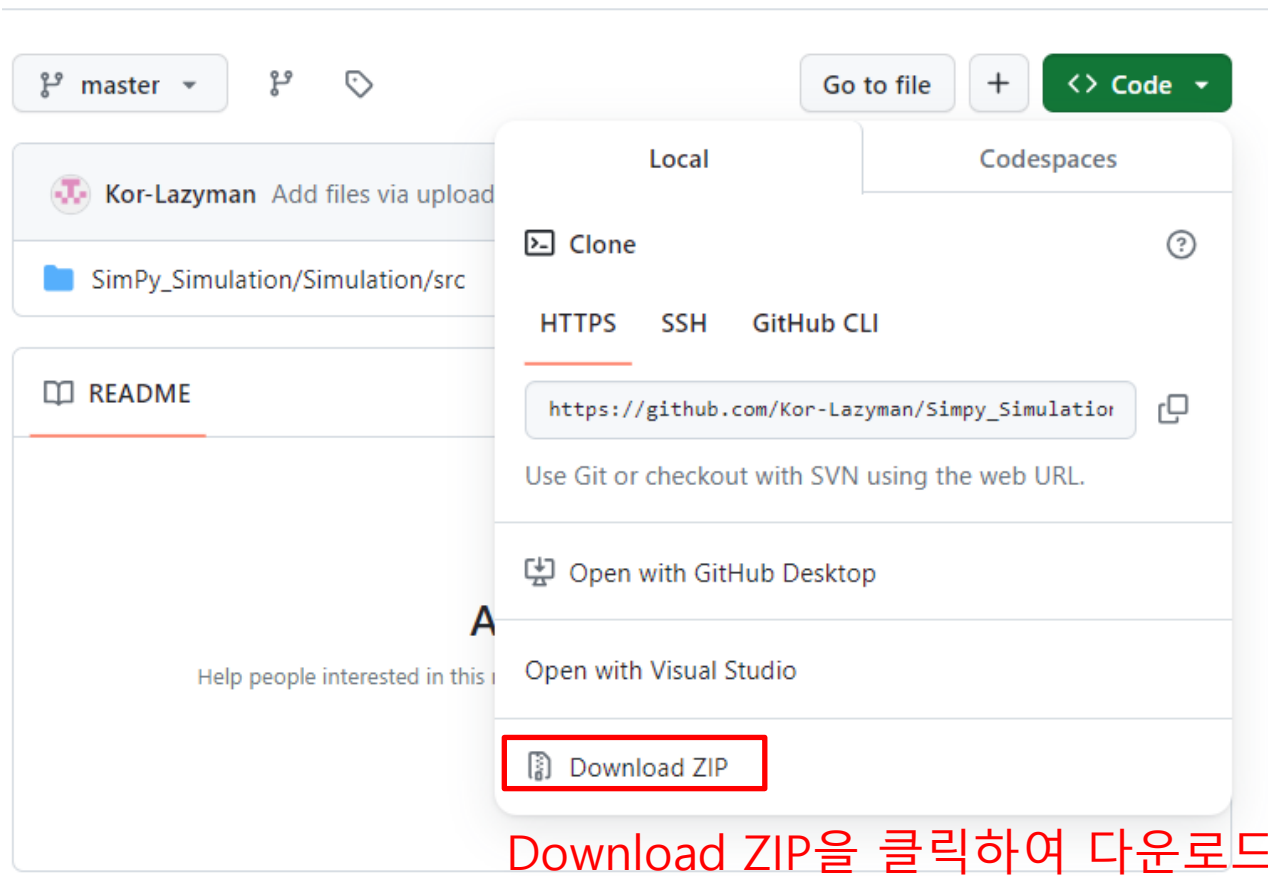 master
Go to file
Code
Local
Codespaces
Kor-Lazyman Add files via upload
Clone
SimPy_Simulation/Simulation/src
HTTPS SSH GitHub CLI
README
https://github.com/Kor-Lazyman/Simpy_Simulation
Use Git or checkout with SVN using the web URL.
Open with GitHub Desktop
A
Help people interested in this
Open with Visual Studio
Download ZIP
Download ZIP을 클릭하여 다운로드